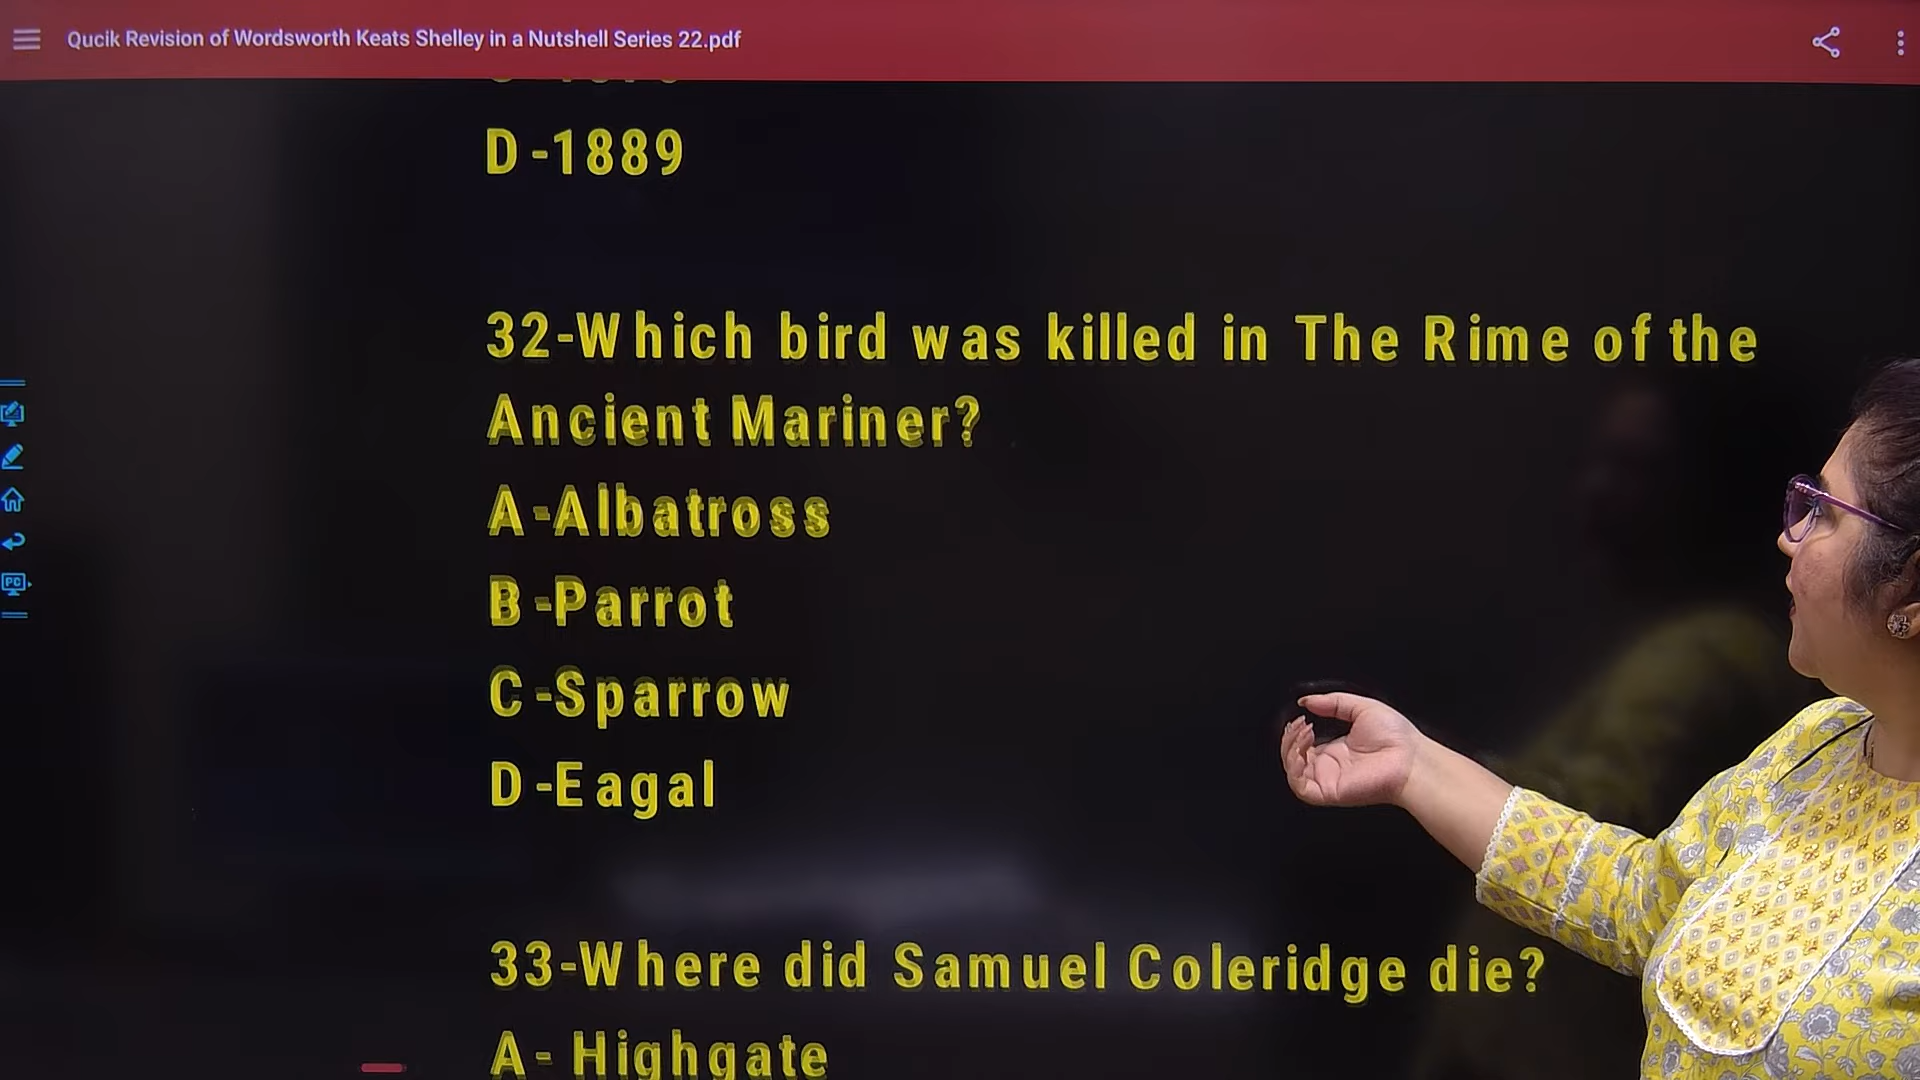 Qucik Revision of Wordsworth Keats Shelley in a Nutshell Series 22.pdf
D-1889
32-Which bird was killed in The Rime of the
Ancient Mariner?
A-Albatross
B-Parrot
C-Sparrow
D-Eagal
33-Where did Samuel Coleridge die?
A- Highgate
PC